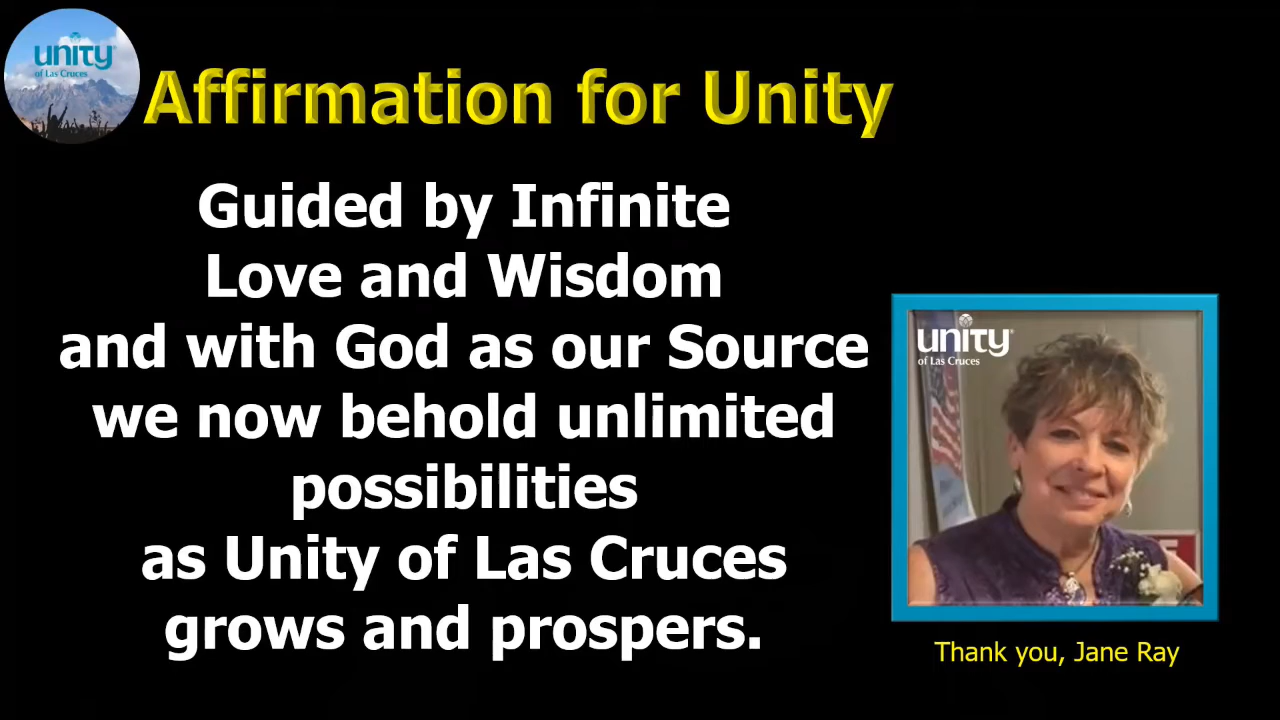 unity
of Las Cruces
Affirmation for Unity
Guided by Infinite
Love and Wisdom
and with God as our Source
we now behold unlimited
possibilities
as Unity of Las Cruces
grows and prospers.
unity®
of Las Cruces
Thank you, Jane Ray